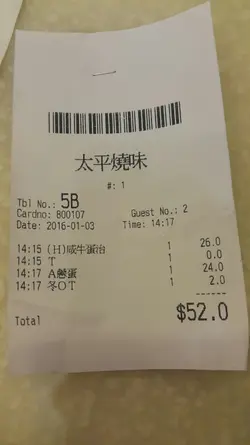 一
太平燒味
#: 1
Tbl No.: 5B
Cardno: 800107 Guest No.: 2
Date: 2016-01-03 Time: 14:17
14:15 (H)咸牛蛋治 1 26.0
14:15 T 1 0.0
14:17 A戀蛋 1 24.0
14:17 冬OT 1 2.0
Total $52.0